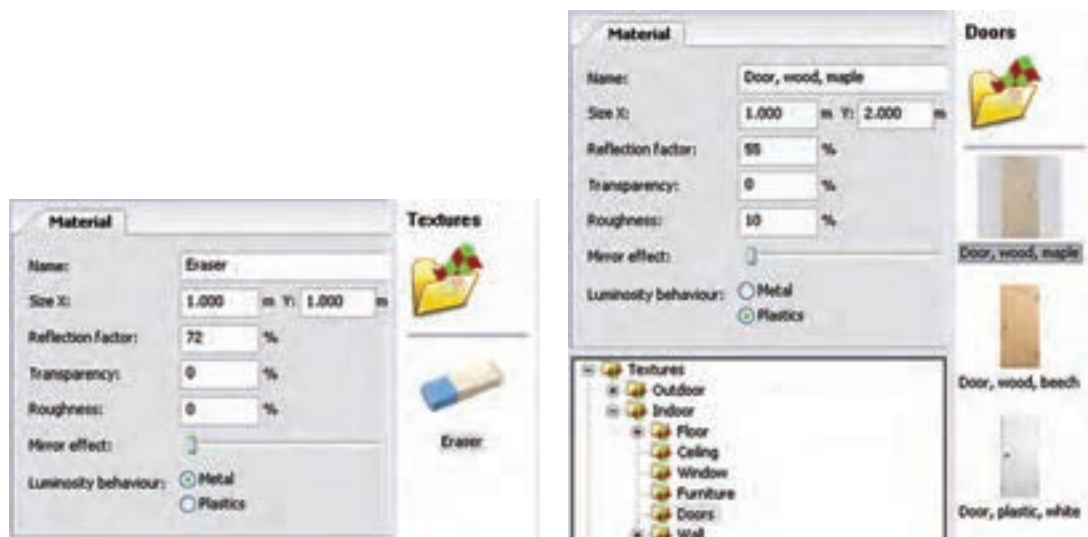 Material
Textures
Name: Eraser
Size X: 1.000 m Y: 1.000 m
Reflection factor: 72 %
Transparency: 0 %
Roughness: 0 %
Mirror effect:
Luminosity behaviour: Metal
Plastics
Eraser
Material
Doors
Name: Door, wood, maple
Size X: 1.000 m Y: 2.000 m
Reflection factor: 55 %
Transparency: 0 %
Roughness: 10 %
Mirror effect:
Luminosity behaviour: Metal
Plastics
Door, wood, maple
Door, wood, beech
Door, plastic, white
Textures
Outdoor
Indoor
Floor
Ceiling
Window
Furniture
Doors
Wall